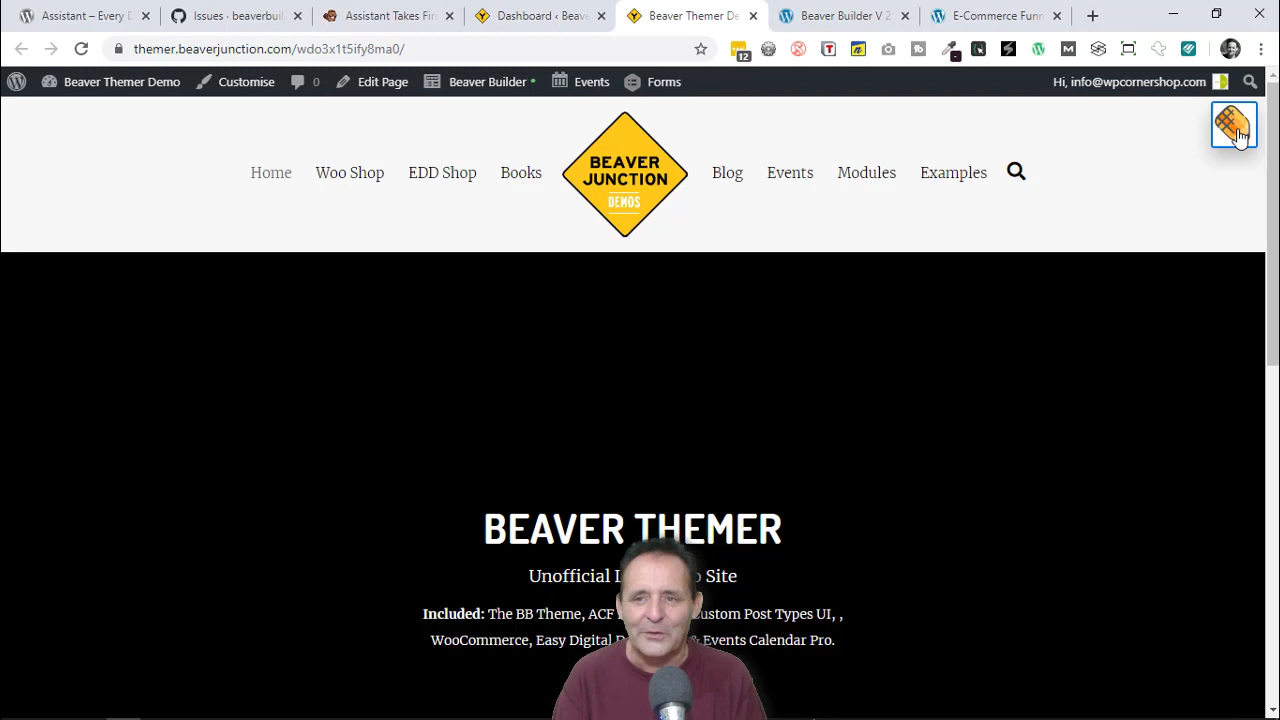 Assistant – Every D
Issues · beaverbuil
Assistant Takes Fir
Dashboard ‹ Beave
Beaver Themer De
Beaver Builder V 2
E-Commerce Funn
themer.beaverjunction.com/wdo3x1t5ify8ma0/
12
Beaver Themer Demo
Customise
0
Edit Page
Beaver Builder
Events
Forms
Hi, info@wpcornershop.com
Home
Woo Shop
EDD Shop
Books
BEAVER
JUNCTION
DEMOS
Blog
Events
Modules
Examples
BEAVER THEMER
Unofficial
Site
Included: The BB Theme, ACF
ustom Post Types UI, ,
WooCommerce, Easy Digital
& Events Calendar Pro.